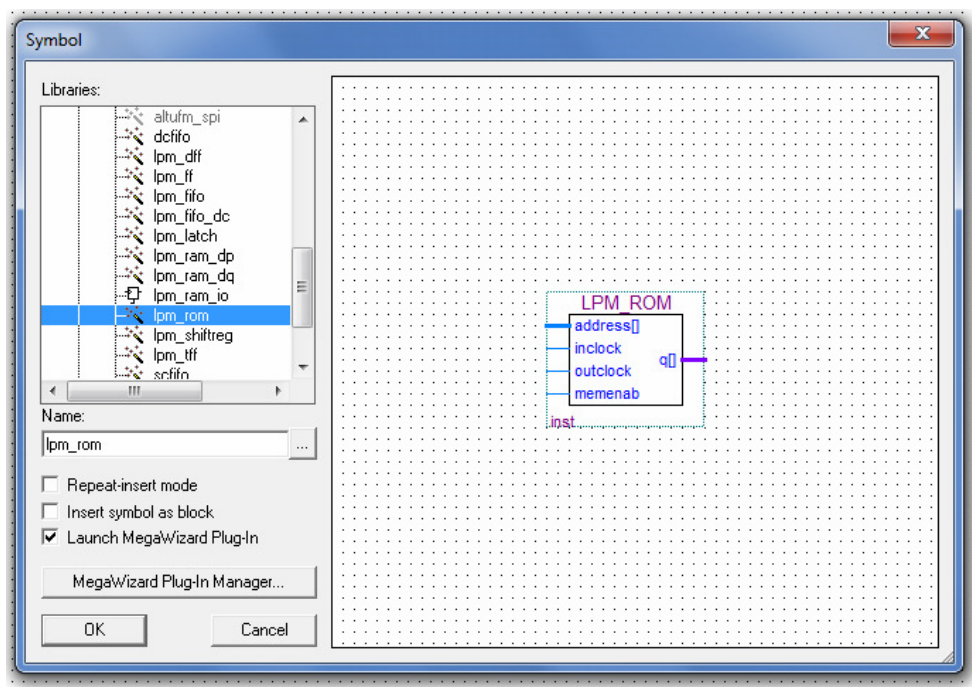 Symbol
Libraries:
altufm_spi
dcfifo
lpm_dff
lpm_ff
lpm_fifo
lpm_fifo_dc
lpm_latch
lpm_ram_dp
lpm_ram_dq
lpm_ram_io
lpm_rom
lpm_shiftreg
lpm_tff
scfifo
Name:
lpm_rom
...
Repeat-insert mode
Insert symbol as block
Launch MegaWizard Plug-In
MegaWizard Plug-In Manager...
OK
Cancel
LPM_ROM
address[]
inclock
q[]
outclock
memenab
inst